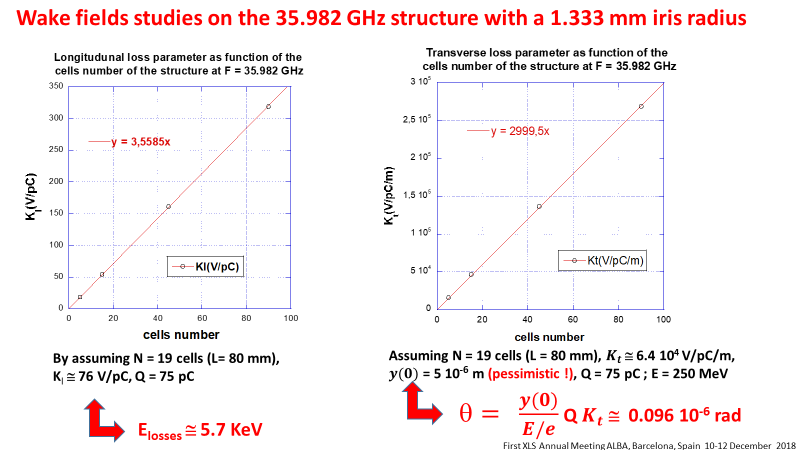 Wake fields studies on the 35.982 GHz structure with a 1.333 mm iris radius
Longitudunal loss parameter as function of the
cells number of the structure at F = 35.982 GHz
350
300
250
200
150
100
50
0
0 20 40 60 80 100
y = 3,5585x
Kl(V/pC)
K_l(V/pC)
cells number
By assuming N = 19 cells (L= 80 mm),
K_l ≅ 76 V/pC, Q = 75 pC
E_losses ≅ 5.7 KeV
Transverse loss parameter as function of the
cells number of the structure at F = 35.982 GHz
3 10^5
2,5 10^5
2 10^5
1,5 10^5
1 10^5
5 10^4
0
0 20 40 60 80 100
y = 2999,5x
Kt(V/pC/m)
K_t(V/pC/m)
cells number
Assuming N = 19 cells (L = 80 mm), K_t ≅ 6.4 10^4 V/pC/m,
y(0) = 5 10^-6 m (pessimistic !), Q = 75 pC ; E = 250 MeV
θ = y(0) / E/e Q K_t ≅ 0.096 10^-6 rad
First XLS Annual Meeting ALBA, Barcelona, Spain 10-12 December 2018